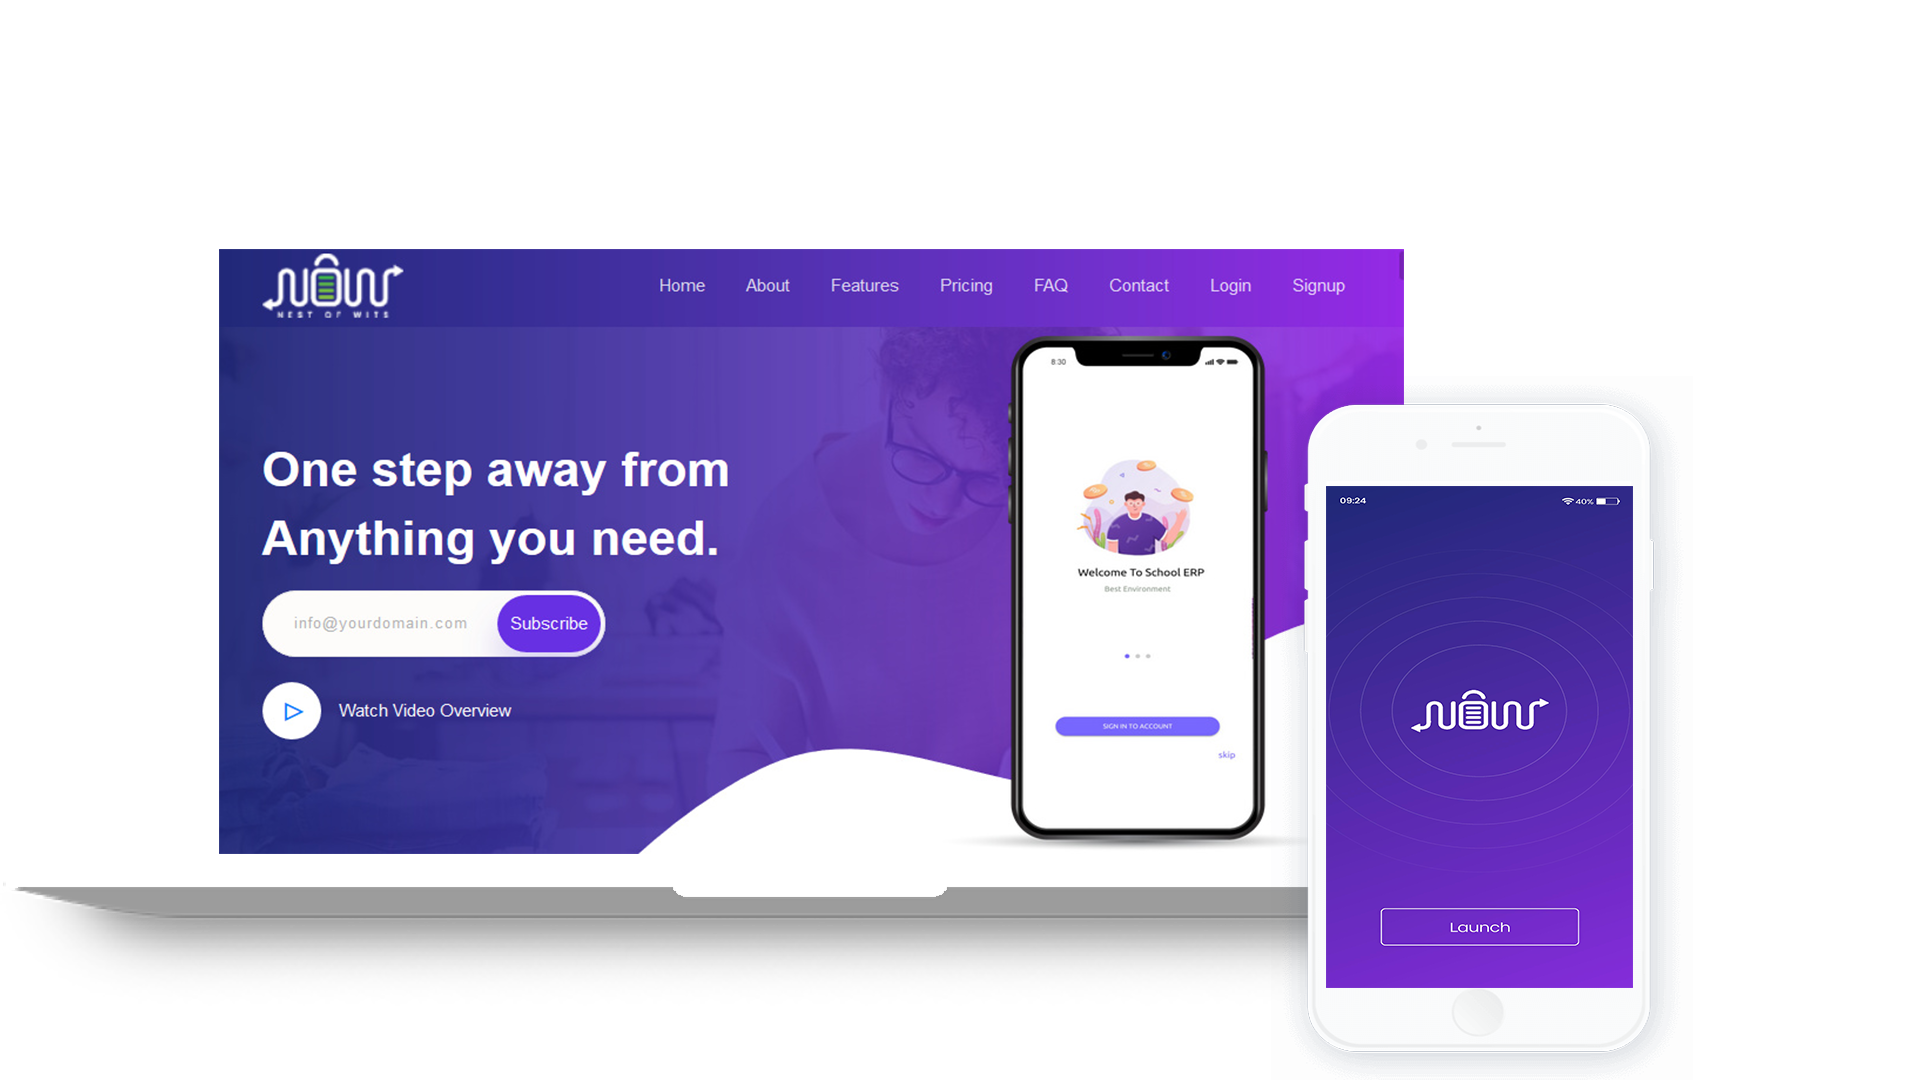 NOW
NEST OF WITS
Home About Features Pricing FAQ Contact Login Signup
One step away from
Anything you need.
info@yourdomain.com Subscribe
Watch Video Overview
8:30
Welcome To School ERP
Best Environment
SIGN IN TO ACCOUNT
skip
09:24 40%
NOW
Launch